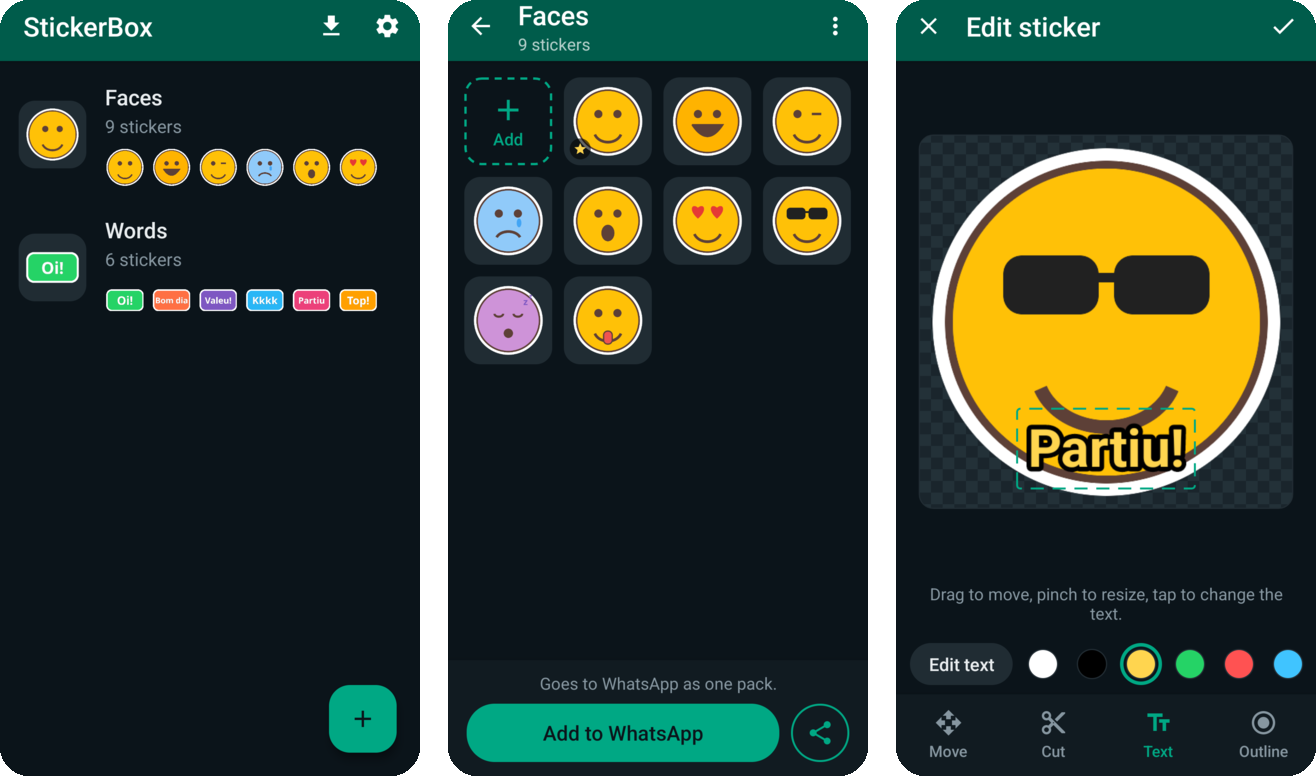 StickerBox
Faces
9 stickers
Words
6 stickers
Oi!
Oi!
Bom dia
Valeu!
Kkkk
Partiu
Top!
Faces
9 stickers
Add
z
Goes to WhatsApp as one pack.
Add to WhatsApp
Edit sticker
Partiu!
Drag to move, pinch to resize, tap to change the
text.
Edit text
Move
Cut
Tт
Text
Outline